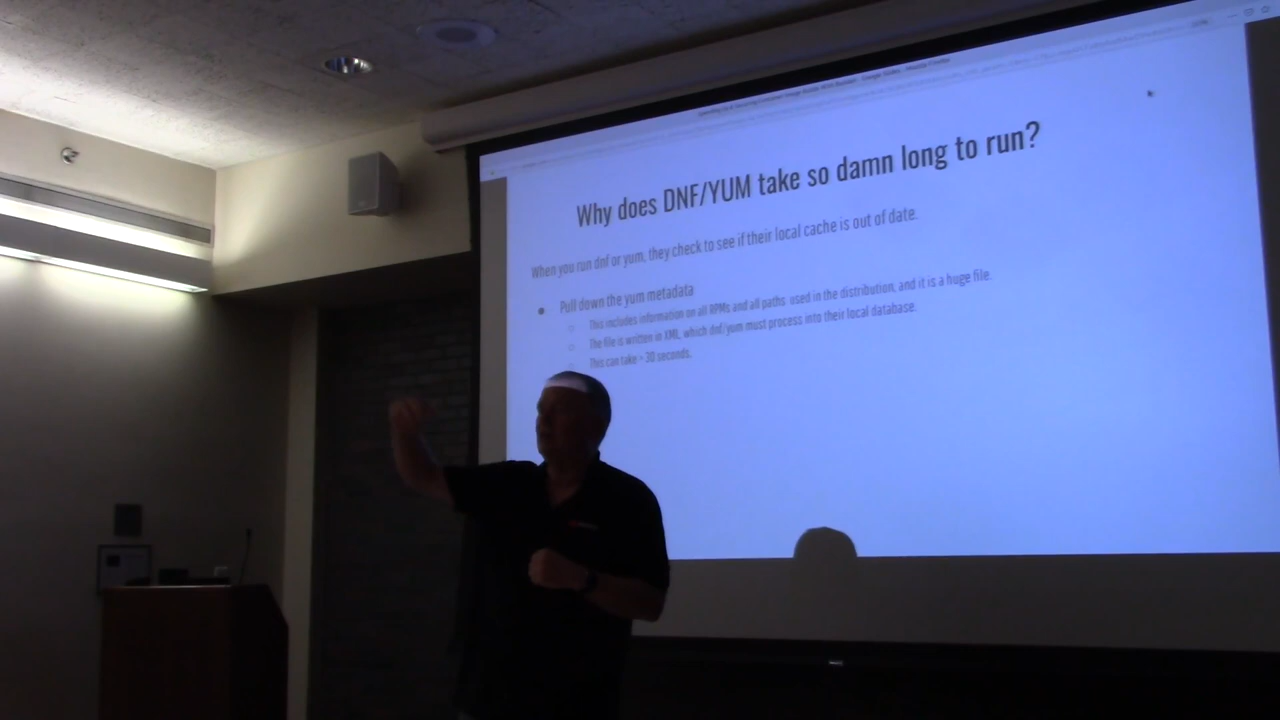 Why does DNF/YUM take so damn long to run?
When you run dnf or yum, they check to see if their local cache is out of date.
Pull down the yum metadata
This includes information on all RPMs and all paths used in the distribution, and it is a huge file.
The file is written in XML, which dnf/yum must process into their local database.
This can take > 30 seconds.